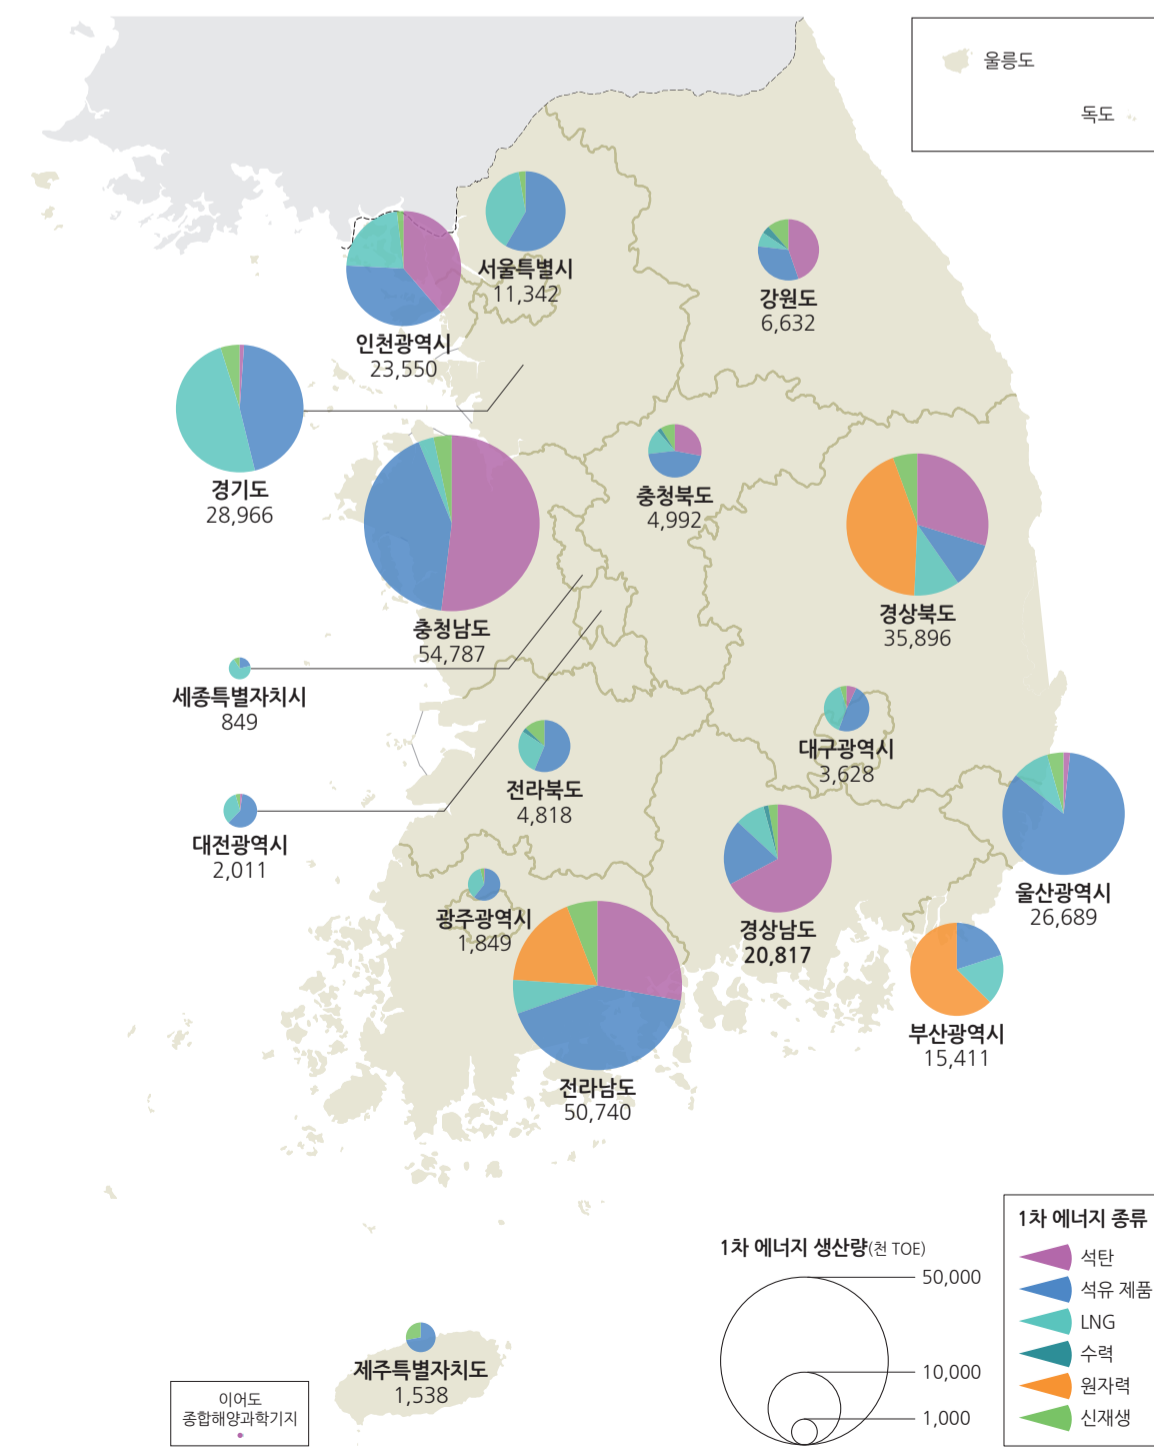 울릉도
독도
서울특별시
11,342
강원도
6,632
인천광역시
23,550
경기도
28,966
충청북도
4,992
경상북도
35,896
충청남도
54,787
세종특별자치시
849
대구광역시
3,628
전라북도
4,818
대전광역시
2,011
울산광역시
26,689
광주광역시
1,849
경상남도
20,817
부산광역시
15,411
전라남도
50,740
제주특별자치도
1,538
이어도
종합해양과학기지
1차 에너지 생산량(천 TOE)
50,000
10,000
1,000
1차 에너지 종류
석탄
석유 제품
LNG
수력
원자력
신재생